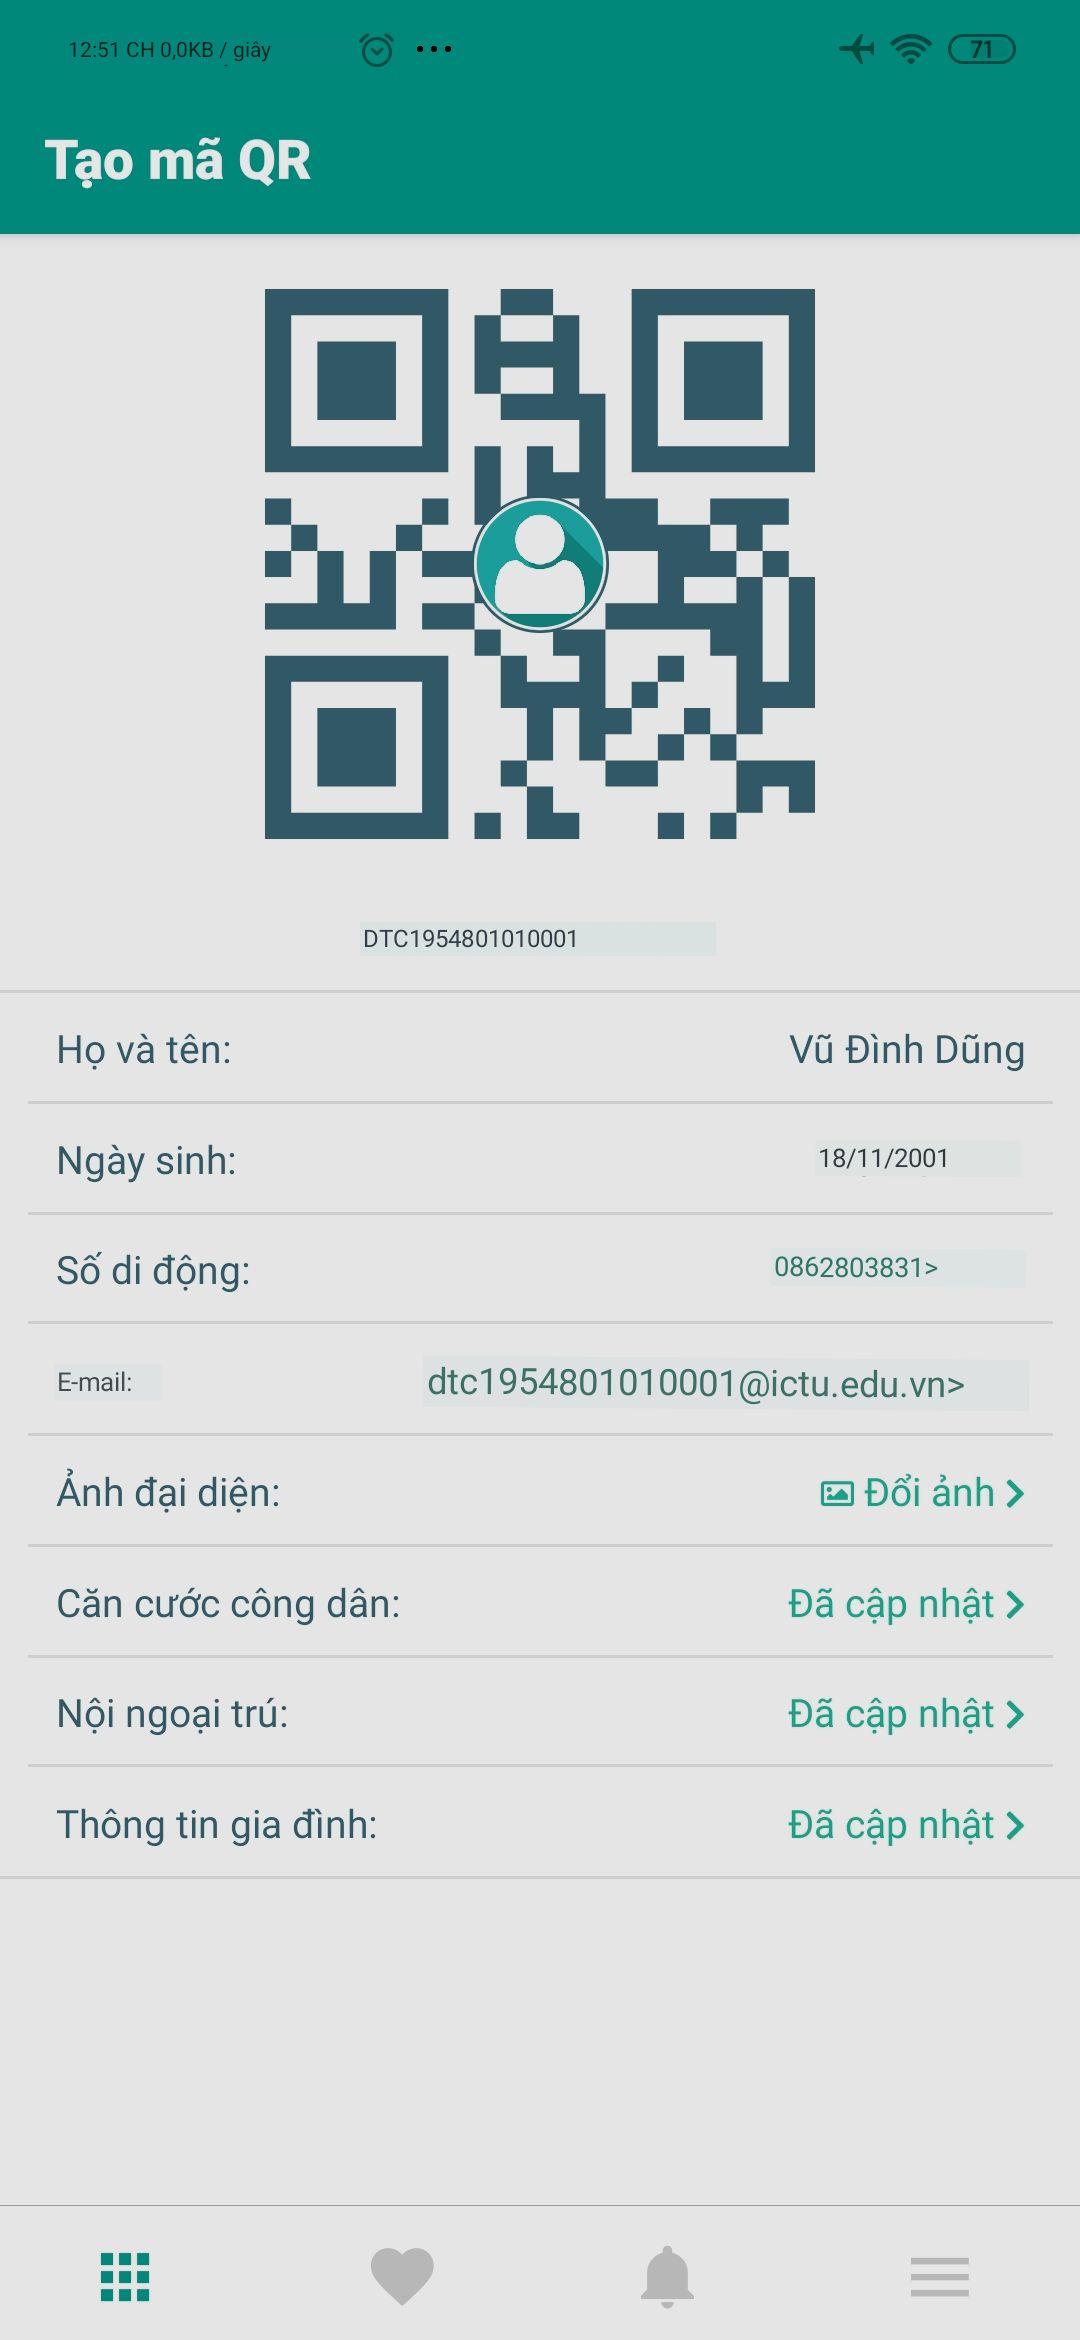 12:51 CH 0,0KB / giây
71
Tạo mã QR
DTC1954801010001
Họ và tên: Vũ Đình Dũng
Ngày sinh: 18/11/2001
Số di động: 0862803831>
E-mail: dtc1954801010001@ictu.edu.vn>
Ảnh đại diện: Đổi ảnh
Căn cước công dân: Đã cập nhật
Nội ngoại trú: Đã cập nhật
Thông tin gia đình: Đã cập nhật